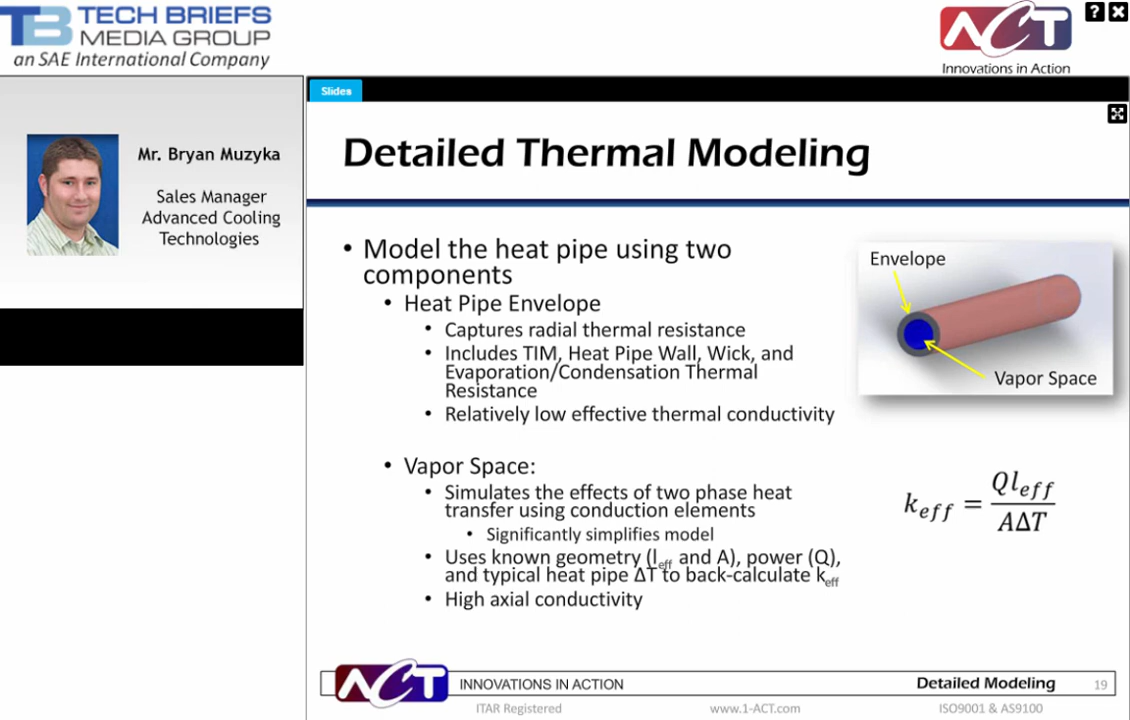 TECH BRIEFS
MEDIA GROUP
TB
an SAE International Company
ACT
Innovations in Action
?
Slides
Mr. Bryan Muzyka
Sales Manager
Advanced Cooling
Technologies
Detailed Thermal Modeling
• Model the heat pipe using two
components
• Heat Pipe Envelope
• Captures radial thermal resistance
• Includes TIM, Heat Pipe Wall, Wick, and
Evaporation/Condensation Thermal
Resistance
• Relatively low effective thermal conductivity
Envelope
Vapor Space
• Vapor Space:
• Simulates the effects of two phase heat
transfer using conduction elements
• Significantly simplifies model
• Uses known geometry (l_eff and A), power (Q),
and typical heat pipe ΔT to back-calculate k_eff
• High axial conductivity
k_eff = Ql_eff / AΔT
ACT
INNOVATIONS IN ACTION
Detailed Modeling
19
ITAR Registered
www.1-ACT.com
ISO9001 & AS9100